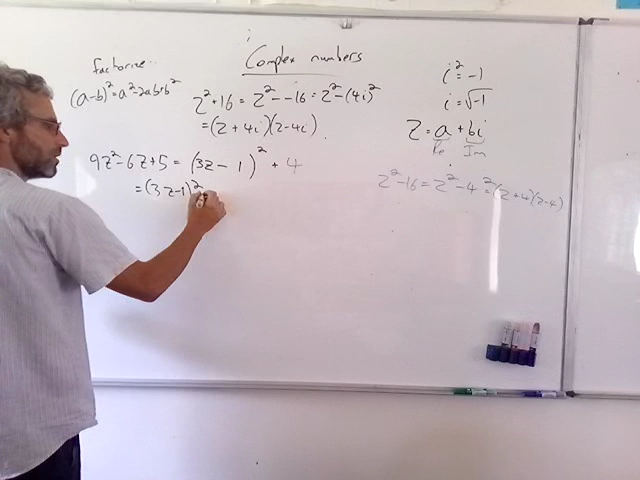 Complex numbers
factorize..
(a-b)²=a²-2ab+b²
z²+16 = z²--16 = z²-(4i)²
=(z+4i)(z-4i)
9z²-6z+5 = (3z-1)²+4
=(3z-1)²
i²=-1
i=√-1
z=a+bi
Re Im
z²-16=z²-4²=(z+4)(z-4)